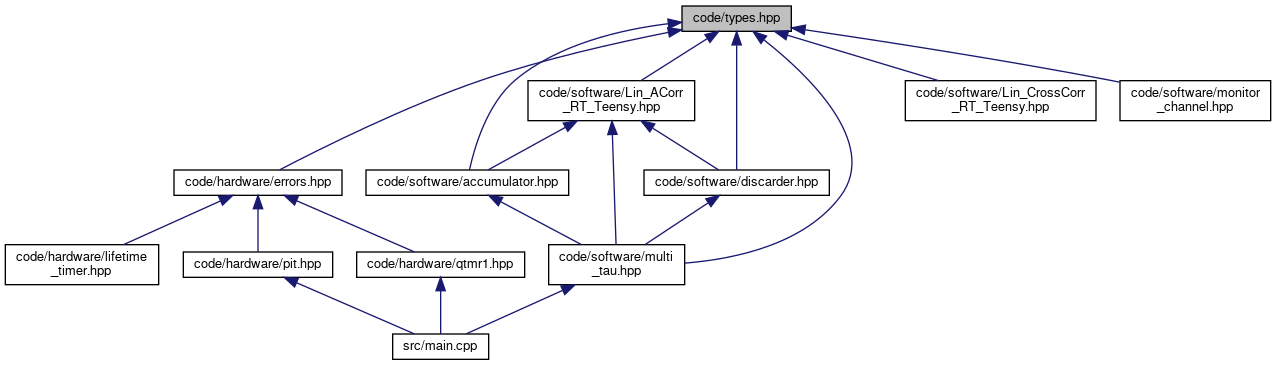 code/types.hpp
code/software/Lin_ACorr
_RT_Teensy.hpp
code/software/Lin_CrossCorr
_RT_Teensy.hpp
code/software/monitor
_channel.hpp
code/hardware/errors.hpp
code/software/accumulator.hpp
code/software/discarder.hpp
code/hardware/lifetime
_timer.hpp
code/hardware/pit.hpp
code/hardware/qtmr1.hpp
code/software/multi
_tau.hpp
src/main.cpp